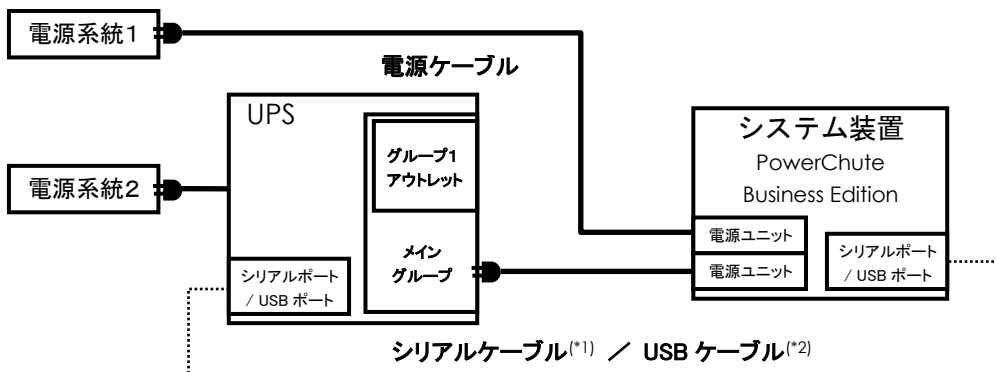 電源系統1
電源ケーブル
UPS
グループ1
アウトレット
システム装置
PowerChute
Business Edition
電源系統2
電源ユニット
電源ユニット
メイン
グループ
シリアルポート
/ USB ポート
シリアルポート
/ USB ポート
シリアルケーブル(*1) ／ USB ケーブル(*2)